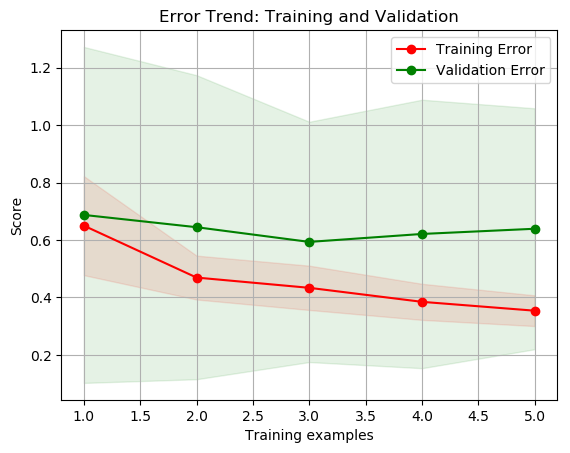 Error Trend: Training and Validation
Training Error
Validation Error
1.2
1.0
0.8
0.6
0.4
0.2
Score
1.0 1.5 2.0 2.5 3.0 3.5 4.0 4.5 5.0
Training examples